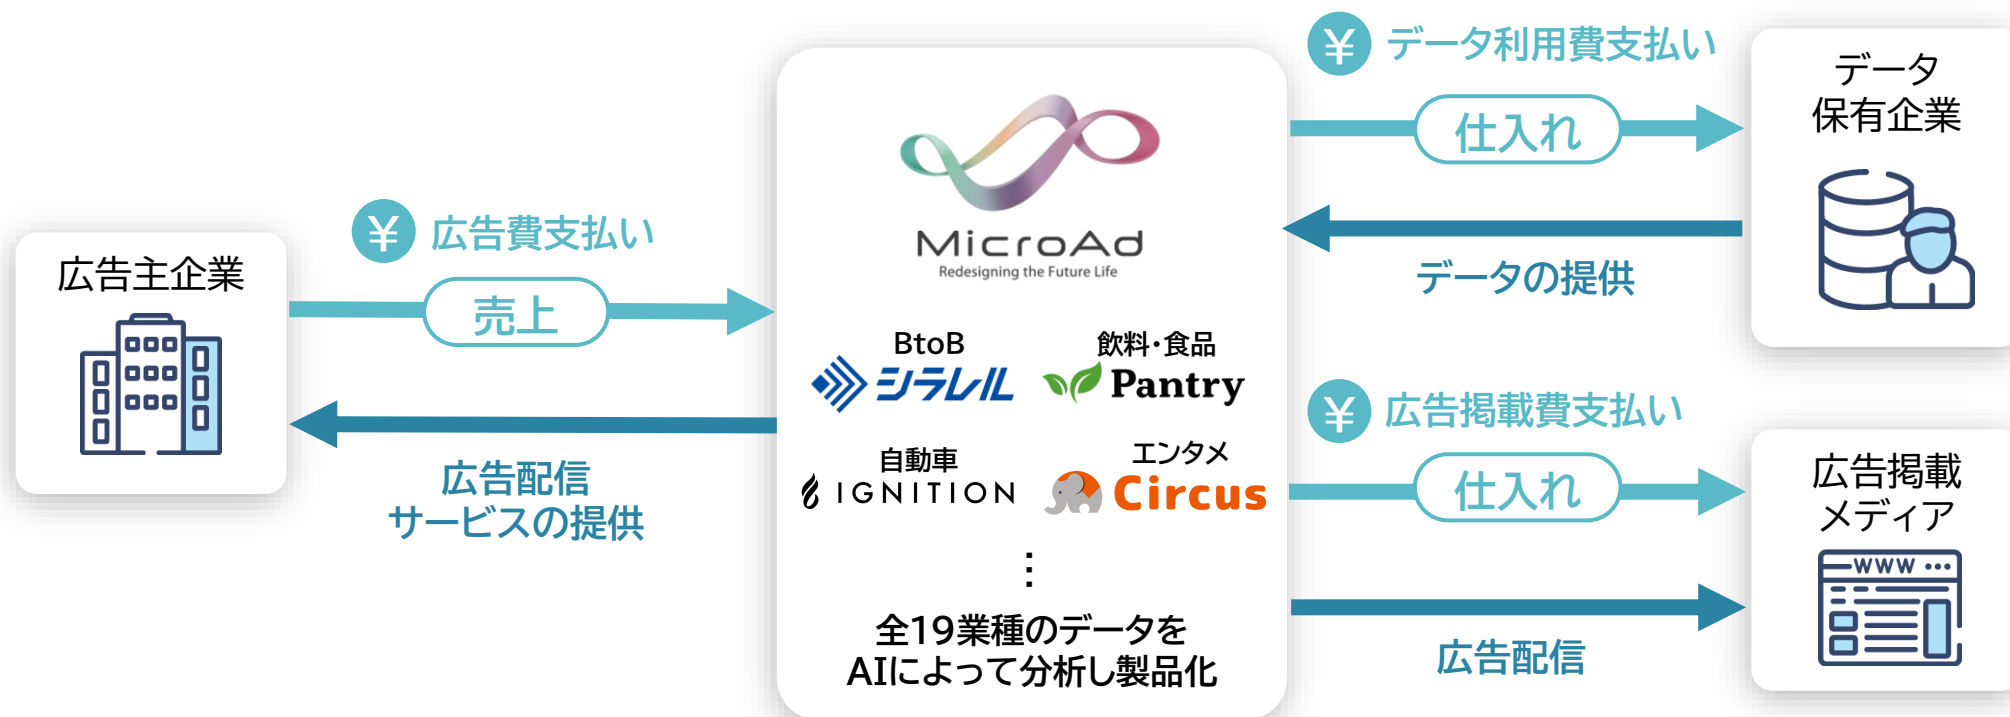 広告主企業
¥ 広告費支払い
売上
広告配信
サービスの提供
MicroAd
Redesigning the Future Life
BtoB
シラレル
飲料・食品
Pantry
自動車
IGNITION
エンタメ
Circus
⋮
全19業種のデータを
AIによって分析し製品化
¥ データ利用費支払い
仕入れ
データの提供
データ
保有企業
¥ 広告掲載費支払い
仕入れ
広告配信
広告掲載
メディア
WWW